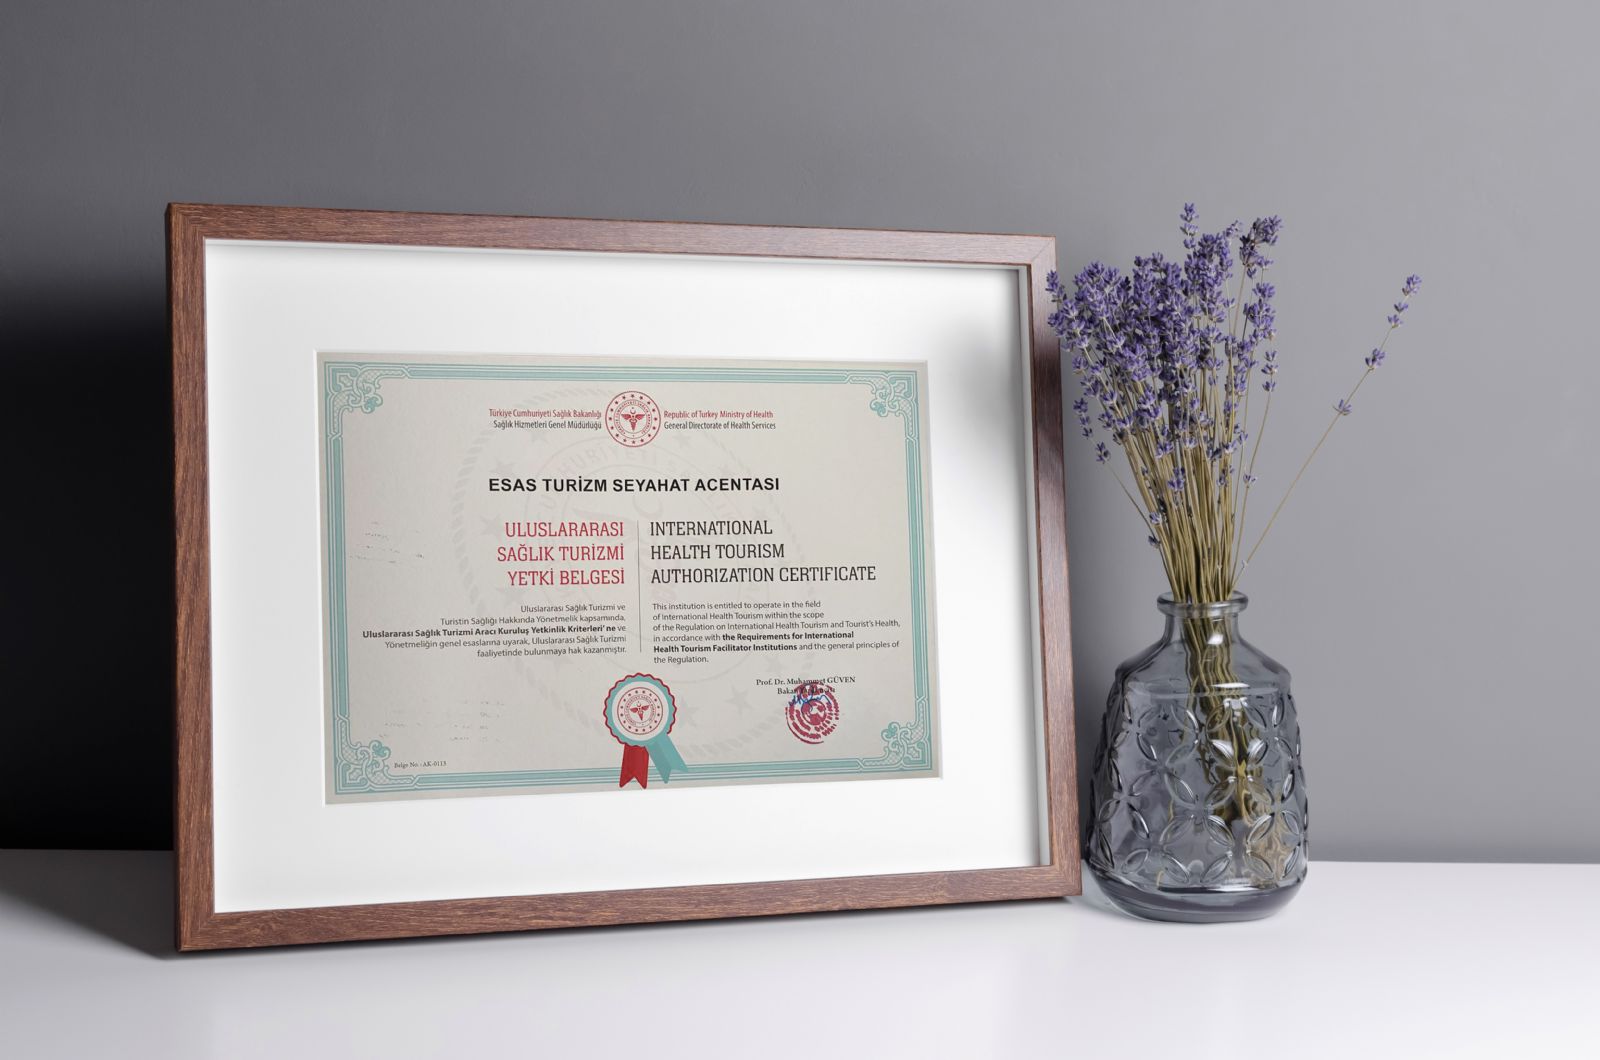 Türkiye Cumhuriyeti Sağlık Bakanlığı
Sağlık Hizmetleri Genel Müdürlüğü
Republic of Turkey Ministry of Health
General Directorate of Health Services
ESAS TURİZM SEYAHAT ACENTASI
ULUSLARARASI
SAĞLIK TURİZMİ
YETKİ BELGESİ
Uluslararası Sağlık Turizmi ve
Turistin Sağlığı Hakkında Yönetmelik kapsamında,
Uluslararası Sağlık Turizmi Aracı Kuruluş Yetkinlik Kriterleri' ne ve
Yönetmeliğin genel esaslarına uyarak, Uluslararası Sağlık Turizmi
faaliyetinde bulunmaya hak kazanmıştır.
INTERNATIONAL
HEALTH TOURISM
AUTHORIZATION CERTIFICATE
This institution is entitled to operate in the field
of International Health Tourism within the scope
of the Regulation on International Health Tourism and Tourist's Health,
in accordance with the Requirements for International
Health Tourism Facilitator Institutions and the general principles of
the Regulation.
Prof. Dr. Muhammet GÜVEN
Bakan
Belge No. : AK-0113